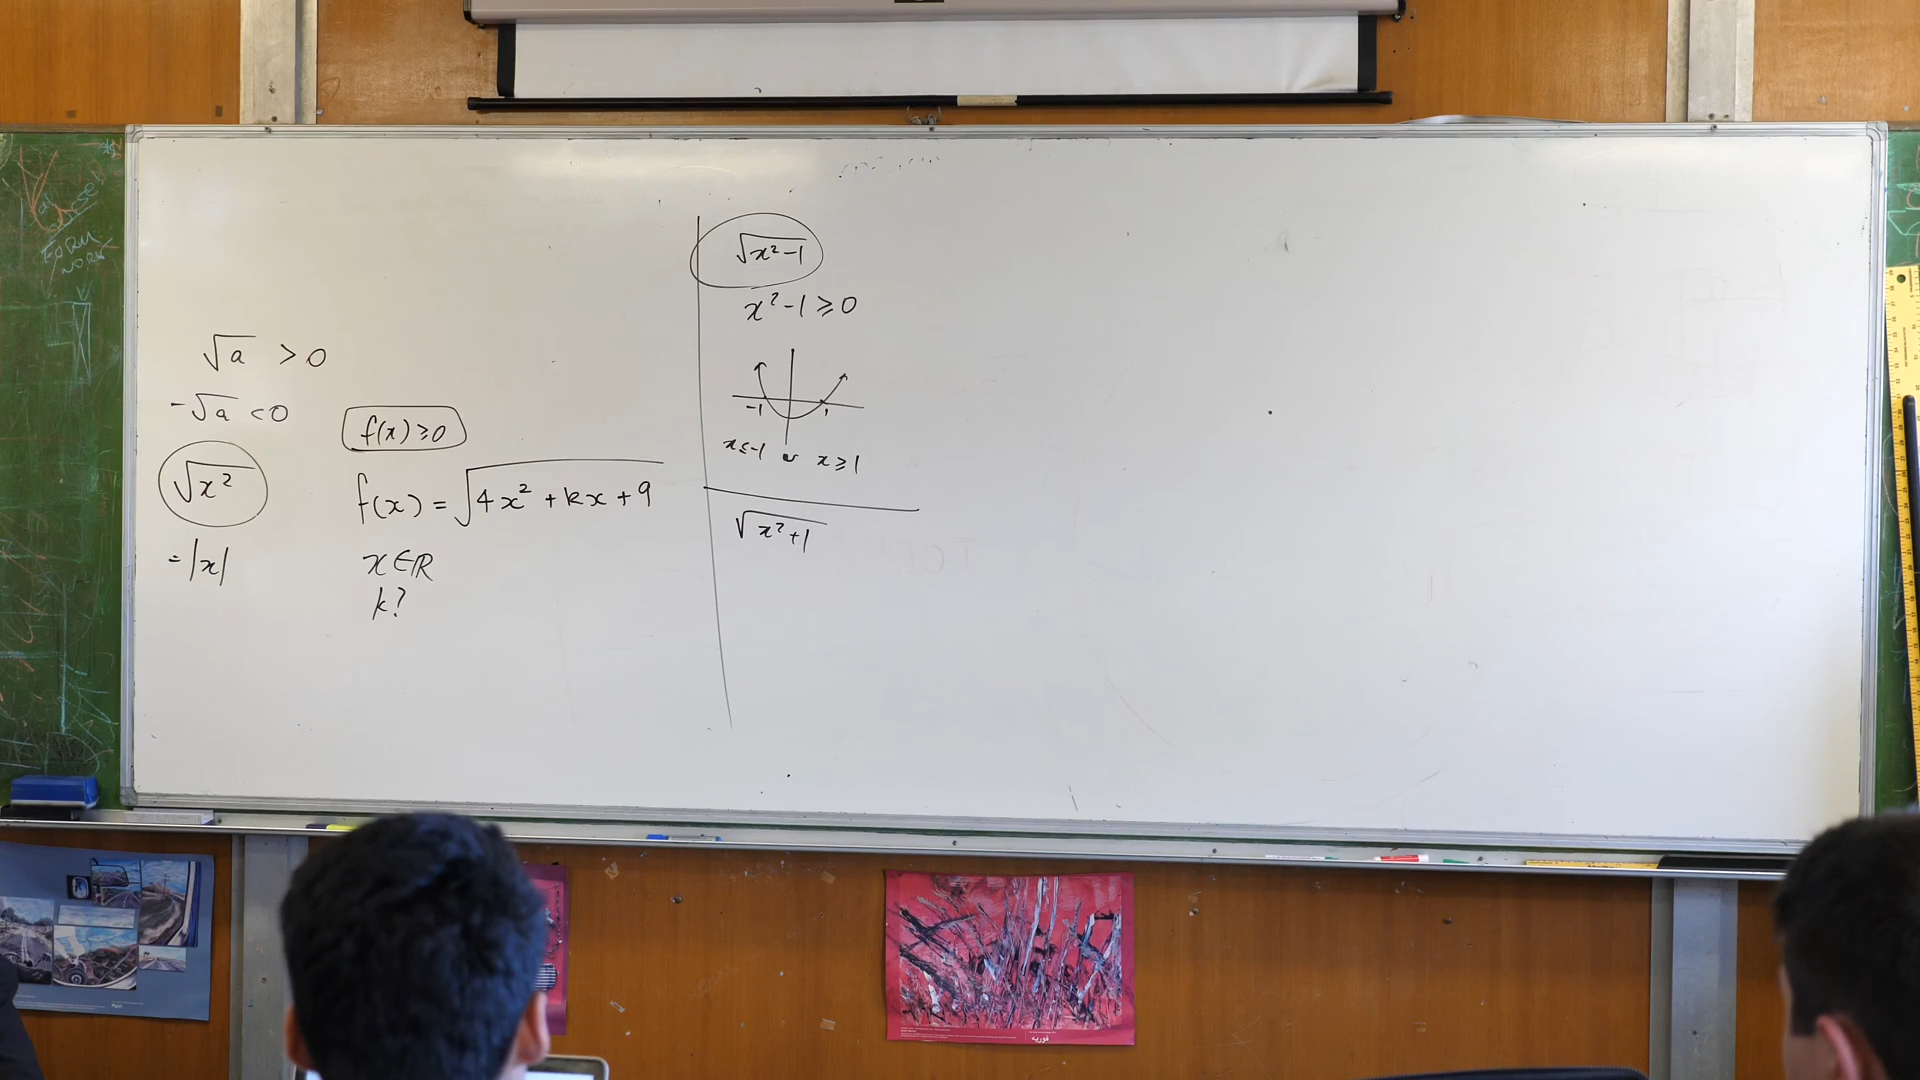 √a > 0
-√a < 0
√x²
= |x|
f(x) ≥ 0
f(x) = √4x² + kx + 9
x ∈ ℝ
k?
√x² - 1
x² - 1 ≥ 0
-1 1
x ≤ -1 or x ≥ 1
√x² + 1
FORM
فورية